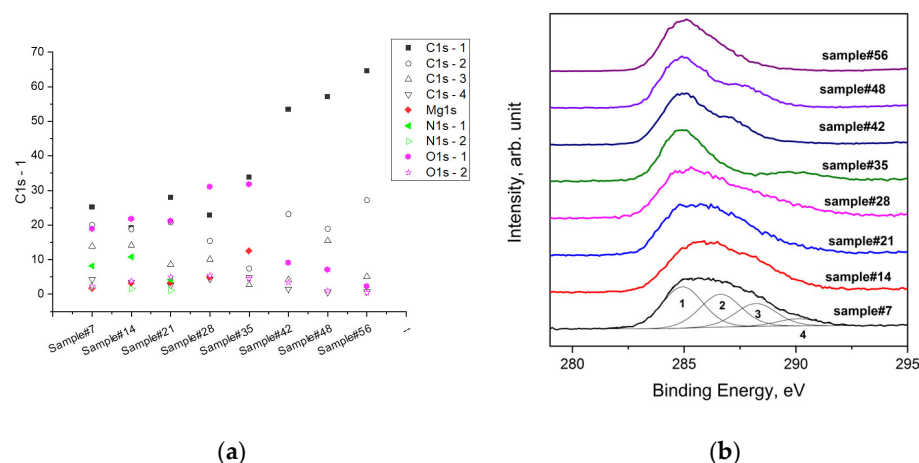 C1s - 1
70
60
50
40
30
20
10
0
Sample#7
Sample#14
Sample#21
Sample#28
Sample#35
Sample#42
Sample#48
Sample#56
--
C1s - 1
C1s - 2
C1s - 3
C1s - 4
Mg1s
N1s - 1
N1s - 2
O1s - 1
O1s - 2
(a)
Intensity, arb. unit
sample#56
sample#48
sample#42
sample#35
sample#28
sample#21
sample#14
sample#7
1
2
3
4
280
285
290
295
Binding Energy, eV
(b)